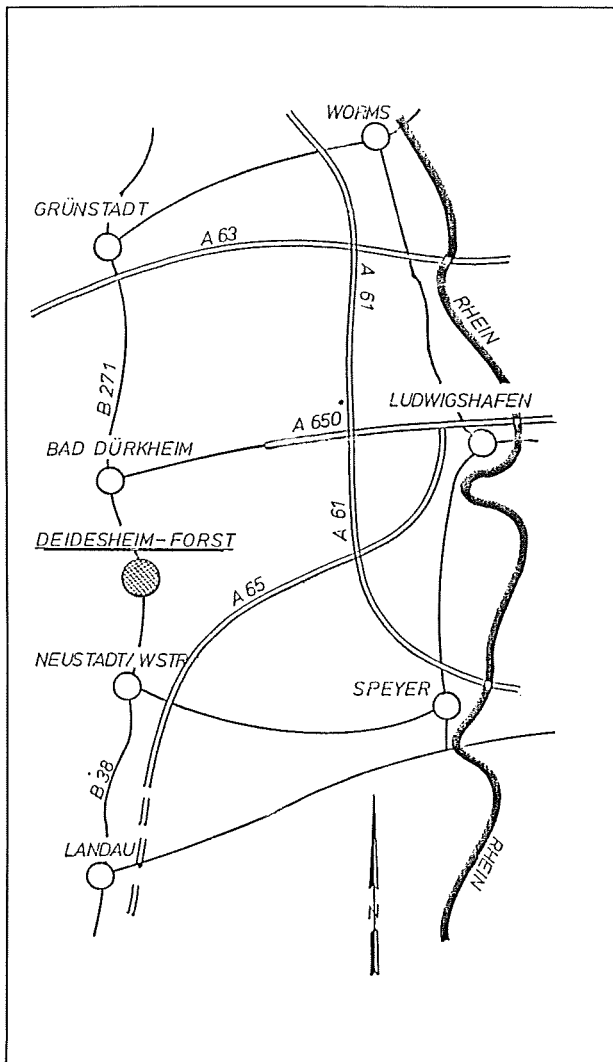 WORMS
GRÜNSTADT
A 63
A 61
RHEIN
B 271
LUDWIGSHAFEN
A 650
BAD DÜRKHEIM
A 61
DEIDESHEIM-FORST
A 65
NEUSTADT/WSTR
SPEYER
B 38
LANDAU
N
RHEIN